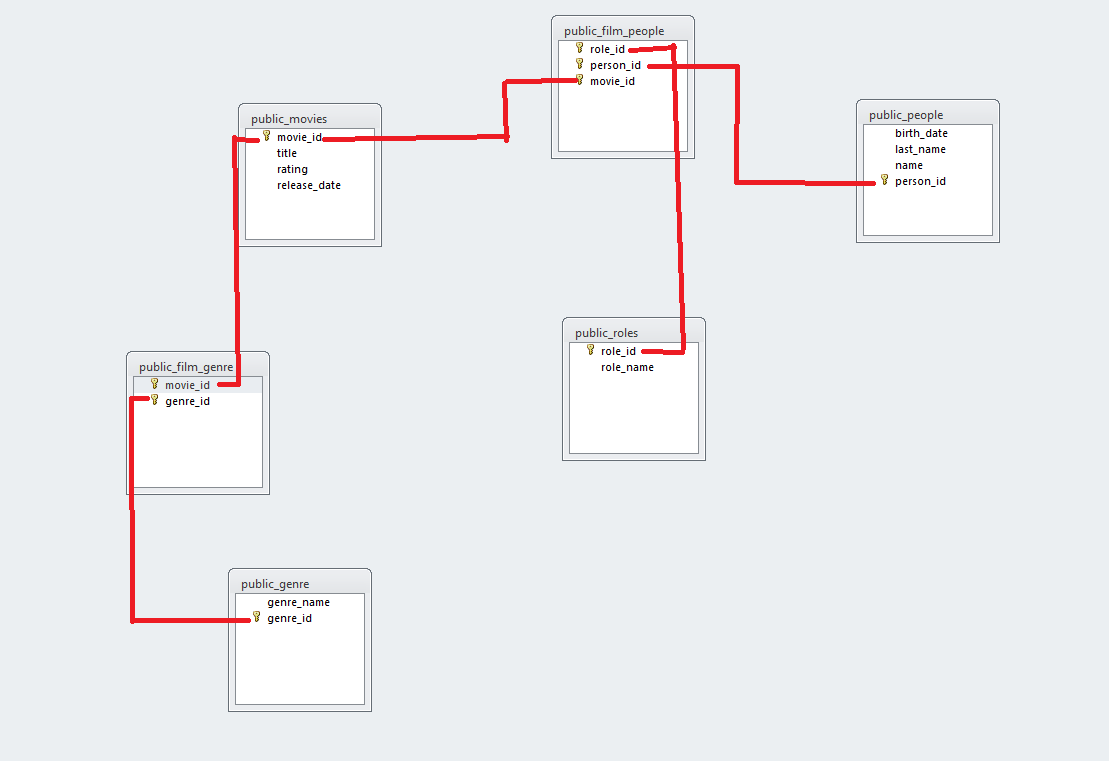 public_film_people
role_id
person_id
movie_id
public_movies
movie_id
title
rating
release_date
public_people
birth_date
last_name
name
person_id
public_roles
role_id
role_name
public_film_genre
movie_id
genre_id
public_genre
genre_name
genre_id